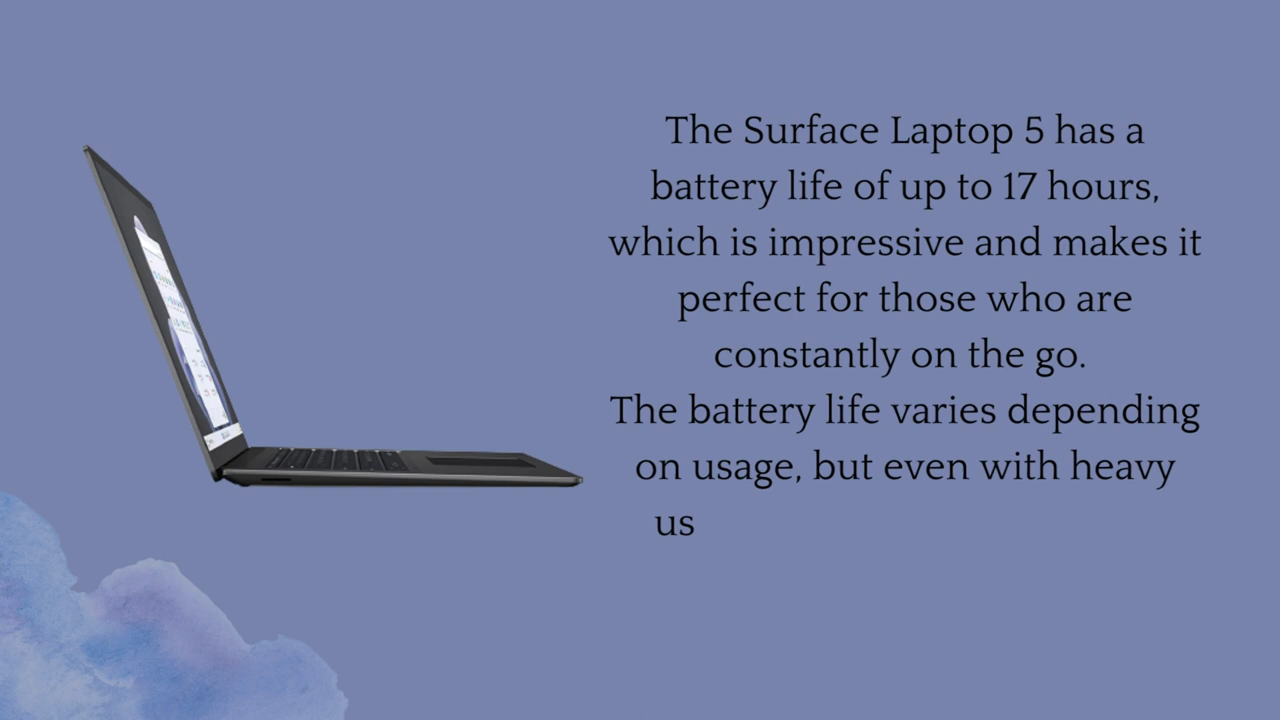 The Surface Laptop 5 has a
battery life of up to 17 hours,
which is impressive and makes it
perfect for those who are
constantly on the go.
The battery life varies depending
on usage, but even with heavy
us